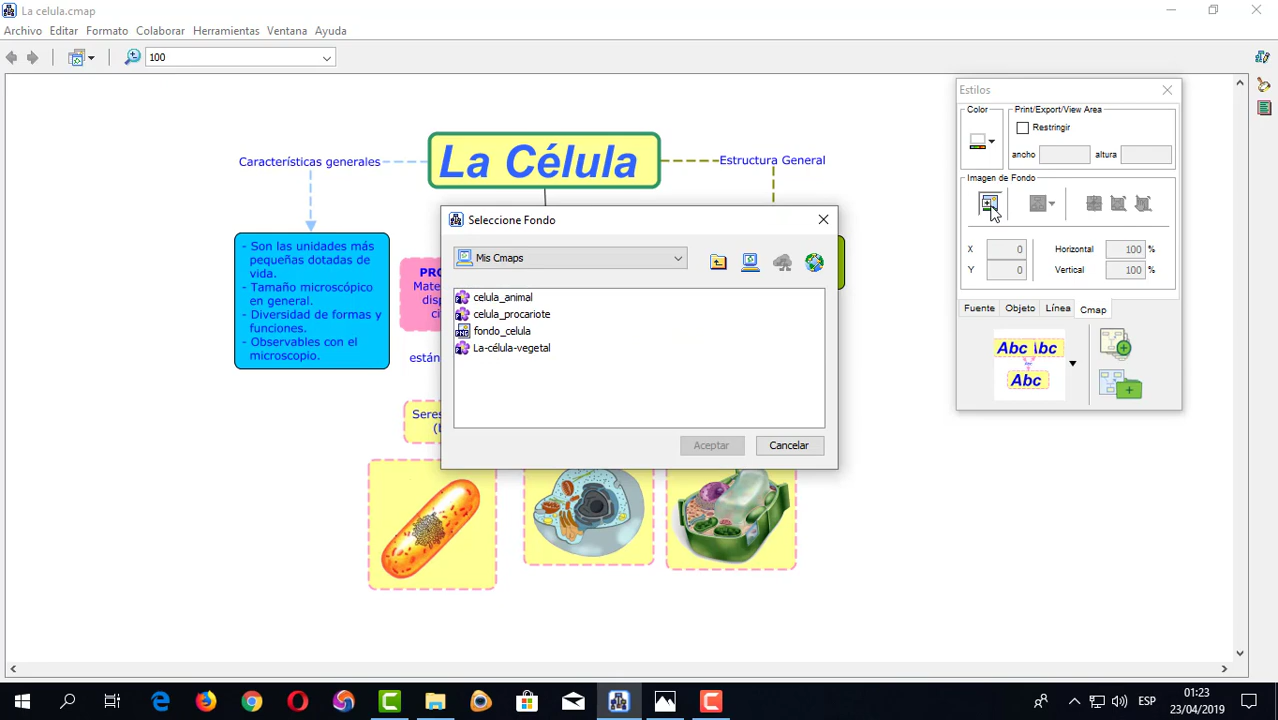 La celula.cmap
Archivo Editar Formato Colaborar Herramientas Ventana Ayuda
100
Características generales
La Célula
Estructura General
- Son las unidades más
pequeñas dotadas de
vida.
- Tamaño microscópico
en general.
- Diversidad de formas y
funciones.
- Observables con el
microscopio.
PRO
Mate
disp
ci
están
Seres
(b
Seleccione Fondo
Mis Cmaps
celula_animal
celula_procariote
fondo_celula
La-célula-vegetal
Aceptar
Cancelar
Estilos
Color
Print/Export/View Area
Restringir
ancho
altura
Imagen de Fondo
X 0 Horizontal 100 %
Y 0 Vertical 100 %
Fuente Objeto Línea Cmap
Abc Abc
Abc
ESP
01:23
23/04/2019